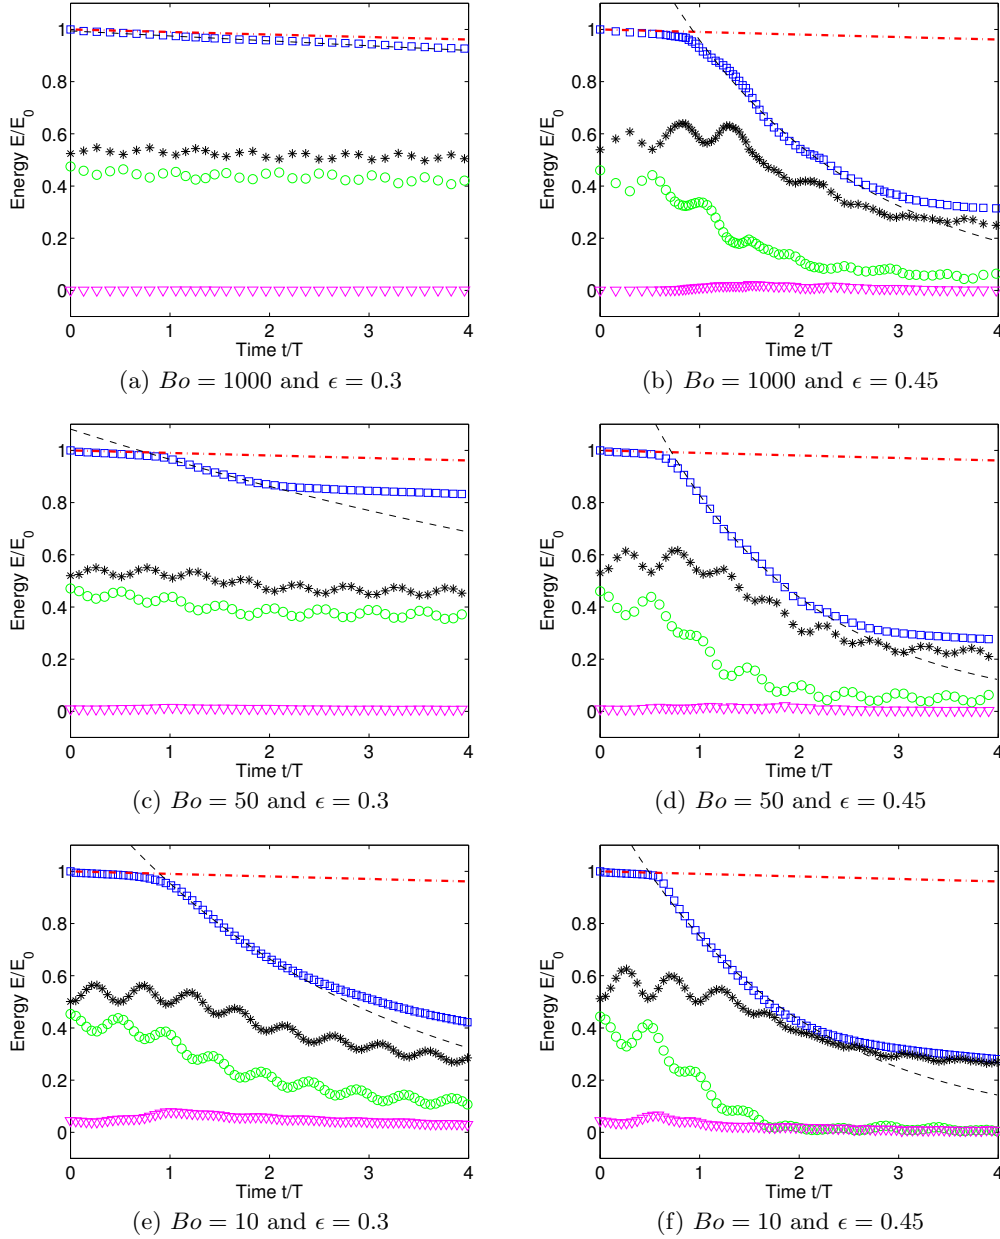 1
0.8
0.6
0.4
0.2
0
Energy E/E0
0 1 2 3 4
Time t/T
(a) Bo = 1000 and ϵ = 0.3
1
0.8
0.6
0.4
0.2
0
Energy E/E0
0 1 2 3 4
Time t/T
(b) Bo = 1000 and ϵ = 0.45
1
0.8
0.6
0.4
0.2
0
Energy E/E0
0 1 2 3 4
Time t/T
(c) Bo = 50 and ϵ = 0.3
1
0.8
0.6
0.4
0.2
0
Energy E/E0
0 1 2 3 4
Time t/T
(d) Bo = 50 and ϵ = 0.45
1
0.8
0.6
0.4
0.2
0
Energy E/E0
0 1 2 3 4
Time t/T
(e) Bo = 10 and ϵ = 0.3
1
0.8
0.6
0.4
0.2
0
Energy E/E0
0 1 2 3 4
Time t/T
(f) Bo = 10 and ϵ = 0.45